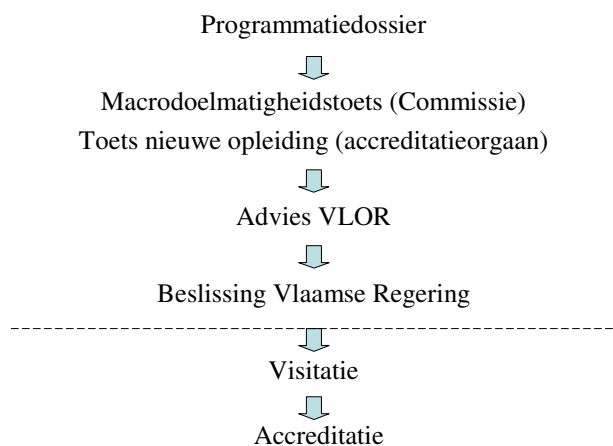 Programmatiedossier
Macrodoelmatigheidstoets (Commissie)
Toets nieuwe opleiding (accreditatieorgaan)
Advies VLOR
Beslissing Vlaamse Regering
Visitatie
Accreditatie